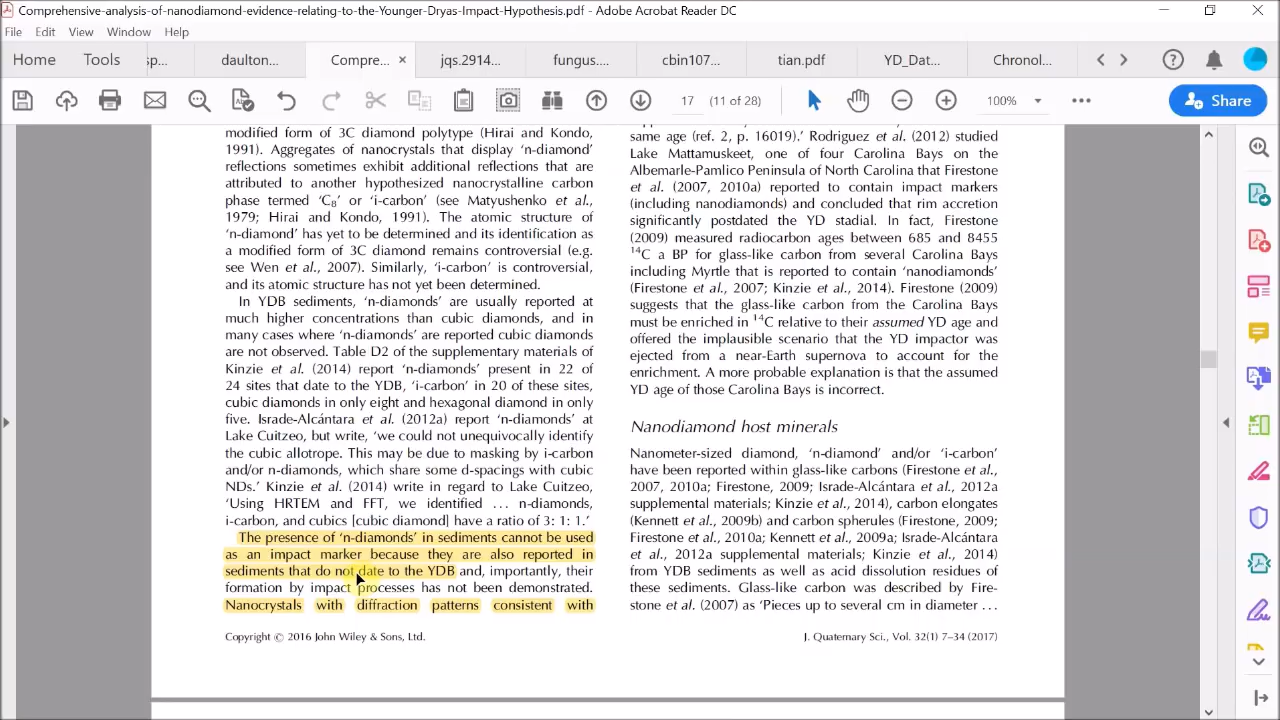 Comprehensive-analysis-of-nanodiamond-evidence-relating-to-the-Younger-Dryas-Impact-Hypothesis.pdf - Adobe Acrobat Reader DC
File Edit View Window Help
Home Tools sp... daulton... Compre... × jqs.2914... fungus.... cbin107... tian.pdf YD_Dat... Chronol...
17 (11 of 28) 100% Share
modified form of 3C diamond polytype (Hirai and Kondo,
1991). Aggregates of nanocrystals that display ‘n-diamond’
reflections sometimes exhibit additional reflections that are
attributed to another hypothesized nanocrystalline carbon
phase termed ‘C₈’ or ‘i-carbon’ (see Matyushenko et al.,
1979; Hirai and Kondo, 1991). The atomic structure of
‘n-diamond’ has yet to be determined and its identification as
a modified form of 3C diamond remains controversial (e.g.
see Wen et al., 2007). Similarly, ‘i-carbon’ is controversial,
and its atomic structure has not yet been determined.
In YDB sediments, ‘n-diamonds’ are usually reported at
much higher concentrations than cubic diamonds, and in
many cases where ‘n-diamonds’ are reported cubic diamonds
are not observed. Table D2 of the supplementary materials of
Kinzie et al. (2014) report ‘n-diamonds’ present in 22 of
24 sites that date to the YDB, ‘i-carbon’ in 20 of these sites,
cubic diamonds in only eight and hexagonal diamond in only
five. Israde-Alcántara et al. (2012a) report ‘n-diamonds’ at
Lake Cuitzeo, but write, ‘we could not unequivocally identify
the cubic allotrope. This may be due to masking by i-carbon
and/or n-diamonds, which share some d-spacings with cubic
NDs.’ Kinzie et al. (2014) write in regard to Lake Cuitzeo,
‘Using HRTEM and FFT, we identified ... n-diamonds,
i-carbon, and cubics [cubic diamond] have a ratio of 3: 1: 1.’
The presence of ‘n-diamonds’ in sediments cannot be used
as an impact marker because they are also reported in
sediments that do not date to the YDB and, importantly, their
formation by impact processes has not been demonstrated.
Nanocrystals with diffraction patterns consistent with
same age (ref. 2, p. 16019).’ Rodriguez et al. (2012) studied
Lake Mattamuskeet, one of four Carolina Bays on the
Albemarle-Pamlico Peninsula of North Carolina that Firestone
et al. (2007, 2010a) reported to contain impact markers
(including nanodiamonds) and concluded that rim accretion
significantly postdated the YD stadial. In fact, Firestone
(2009) measured radiocarbon ages between 685 and 8455
¹⁴C a BP for glass-like carbon from several Carolina Bays
including Myrtle that is reported to contain ‘nanodiamonds’
(Firestone et al., 2007; Kinzie et al., 2014). Firestone (2009)
suggests that the glass-like carbon from the Carolina Bays
must be enriched in ¹⁴C relative to their assumed YD age and
offered the implausible scenario that the YD impactor was
ejected from a near-Earth supernova to account for the
enrichment. A more probable explanation is that the assumed
YD age of those Carolina Bays is incorrect.
Nanodiamond host minerals
Nanometer-sized diamond, ‘n-diamond’ and/or ‘i-carbon’
have been reported within glass-like carbons (Firestone et al.,
2007, 2010a; Firestone, 2009; Israde-Alcántara et al., 2012a
supplemental materials; Kinzie et al., 2014), carbon elongates
(Kennett et al., 2009b) and carbon spherules (Firestone, 2009;
Firestone et al., 2010a; Kennett et al., 2009a; Israde-Alcántara
et al., 2012a supplemental materials; Kinzie et al., 2014)
from YDB sediments as well as acid dissolution residues of
these sediments. Glass-like carbon was described by Fire-
stone et al. (2007) as ‘Pieces up to several cm in diameter ...
Copyright © 2016 John Wiley & Sons, Ltd.
J. Quaternary Sci., Vol. 32(1) 7–34 (2017)